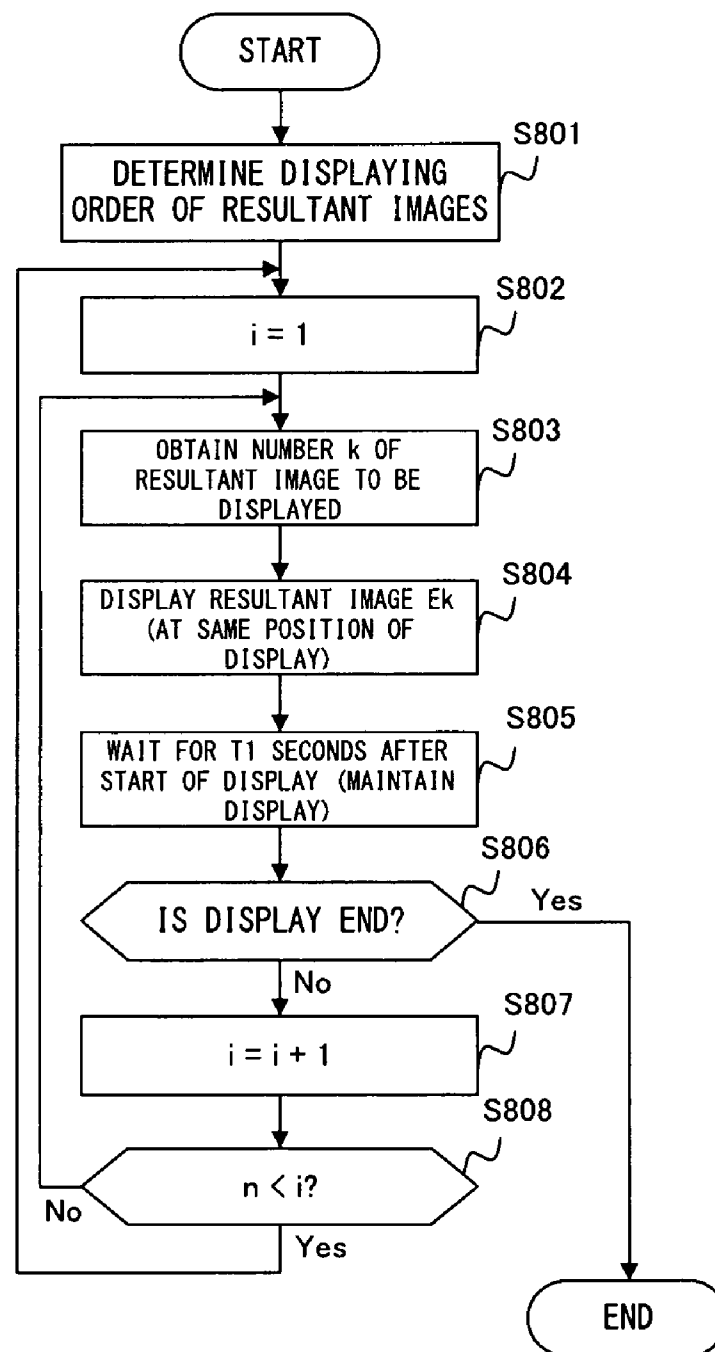 START
S801
DETERMINE DISPLAYING
ORDER OF RESULTANT IMAGES
S802
i = 1
S803
OBTAIN NUMBER k OF
RESULTANT IMAGE TO BE
DISPLAYED
S804
DISPLAY RESULTANT IMAGE Ek
(AT SAME POSITION OF
DISPLAY)
S805
WAIT FOR T1 SECONDS AFTER
START OF DISPLAY (MAINTAIN
DISPLAY)
S806
IS DISPLAY END?
Yes
No
S807
i = i + 1
S808
n < i?
No
Yes
END